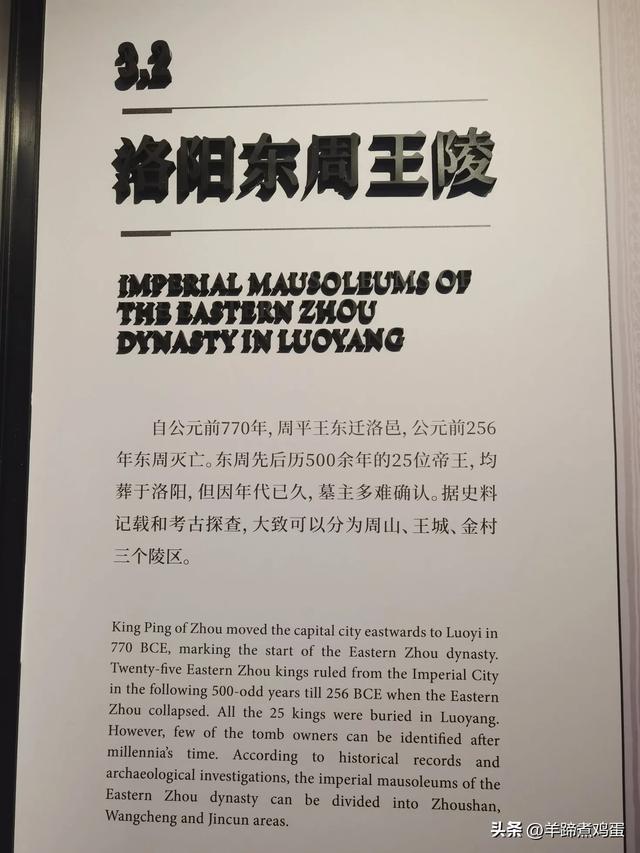 3.2
洛阳东周王陵
IMPERIAL MAUSOLEUMS OF
THE EASTERN ZHOU
DYNASTY IN LUOYANG
自公元前770年,周平王东迁洛邑,公元前256
年东周灭亡。东周先后历500余年的25位帝王,均
葬于洛阳,但因年代已久,墓主多难确认。据史料
记载和考古探查,大致可以分为周山、王城、金村
三个陵区。
King Ping of Zhou moved the capital city eastwards to Luoyi in
770 BCE, marking the start of the Eastern Zhou dynasty.
Twenty-five Eastern Zhou kings ruled from the Imperial City
in the following 500-odd years till 256 BCE when the Eastern
Zhou collapsed. All the 25 kings were buried in Luoyang.
However, few of the tomb owners can be identified after
millennia's time. According to historical records and
archaeological investigations, the imperial mausoleums of the
Eastern Zhou dynasty can be divided into Zhoushan,
Wangcheng and Jincun areas.
头条 @羊蹄煮鸡蛋